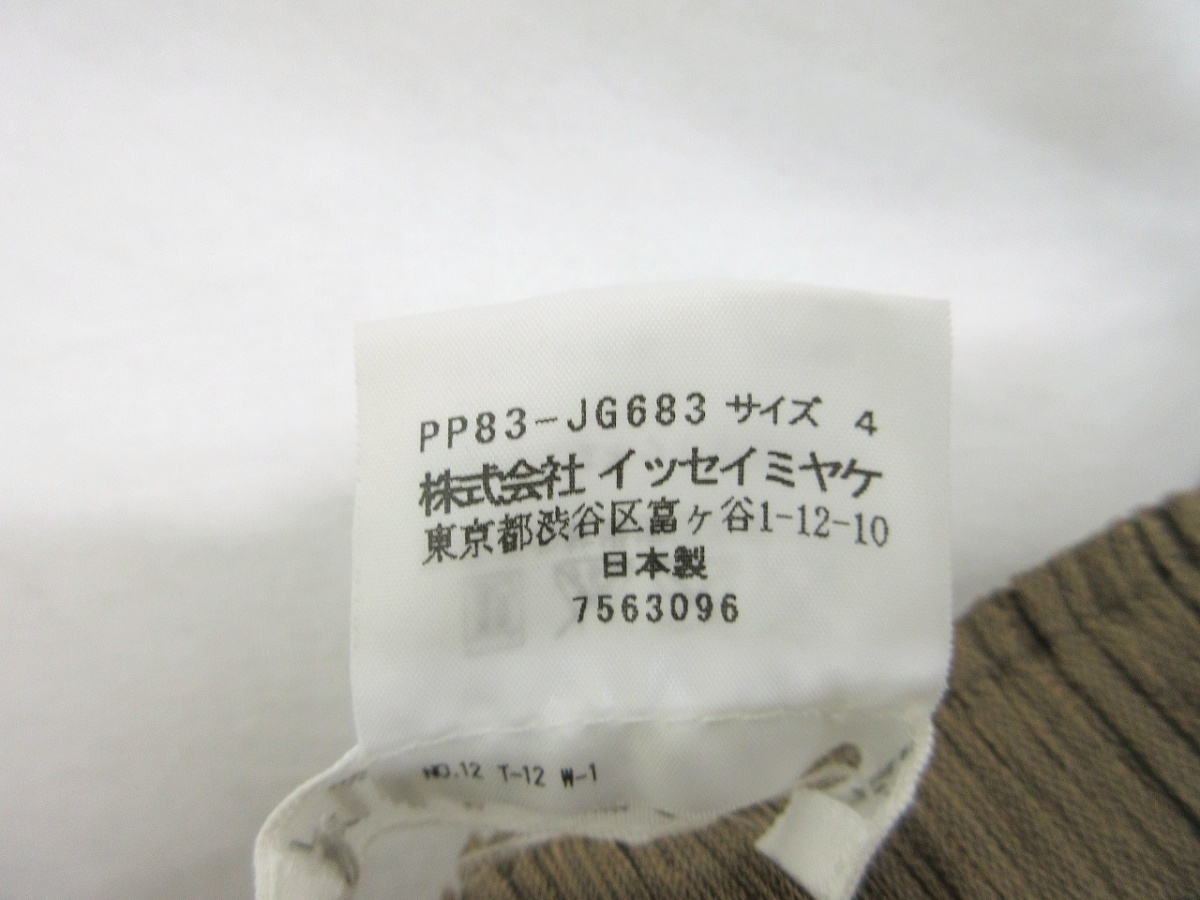 PP83-JG683 サイズ 4
株式会社 イッセイミヤケ
東京都渋谷区富ヶ谷1-12-10
日本製
7563096
NO.12 T-12 W-1